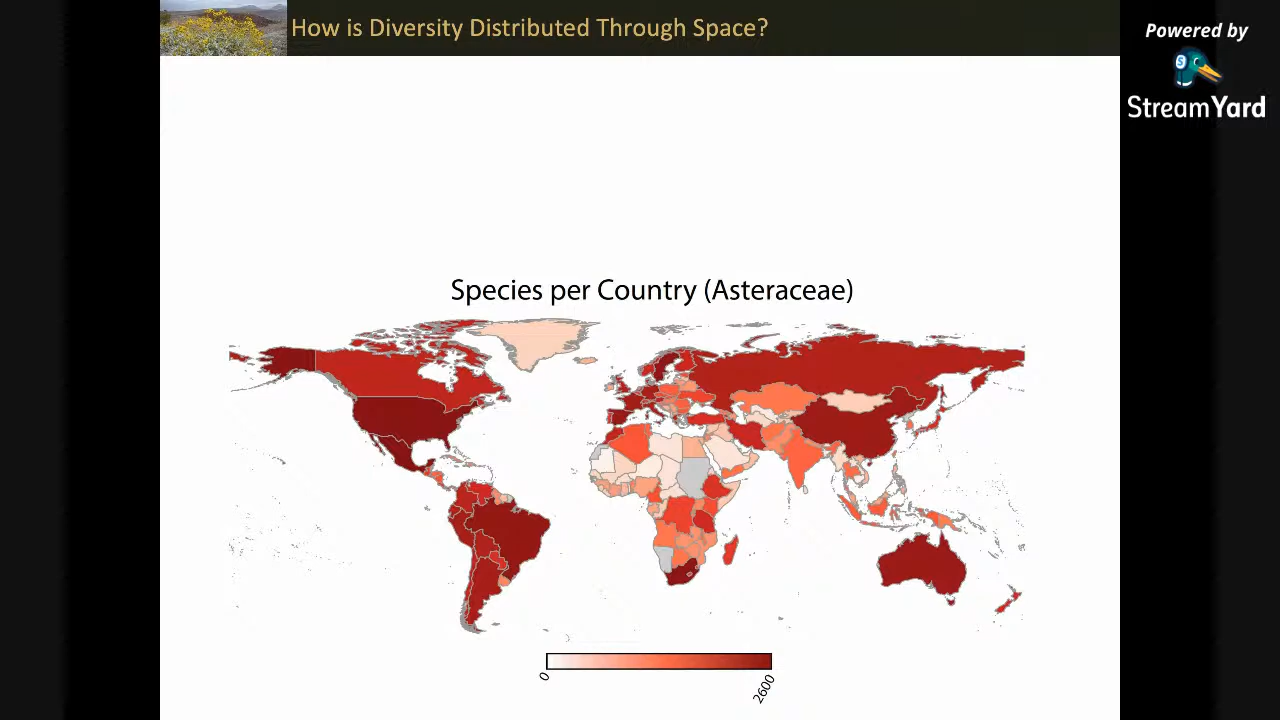 How is Diversity Distributed Through Space?
Powered by
StreamYard
Species per Country (Asteraceae)
0
2600